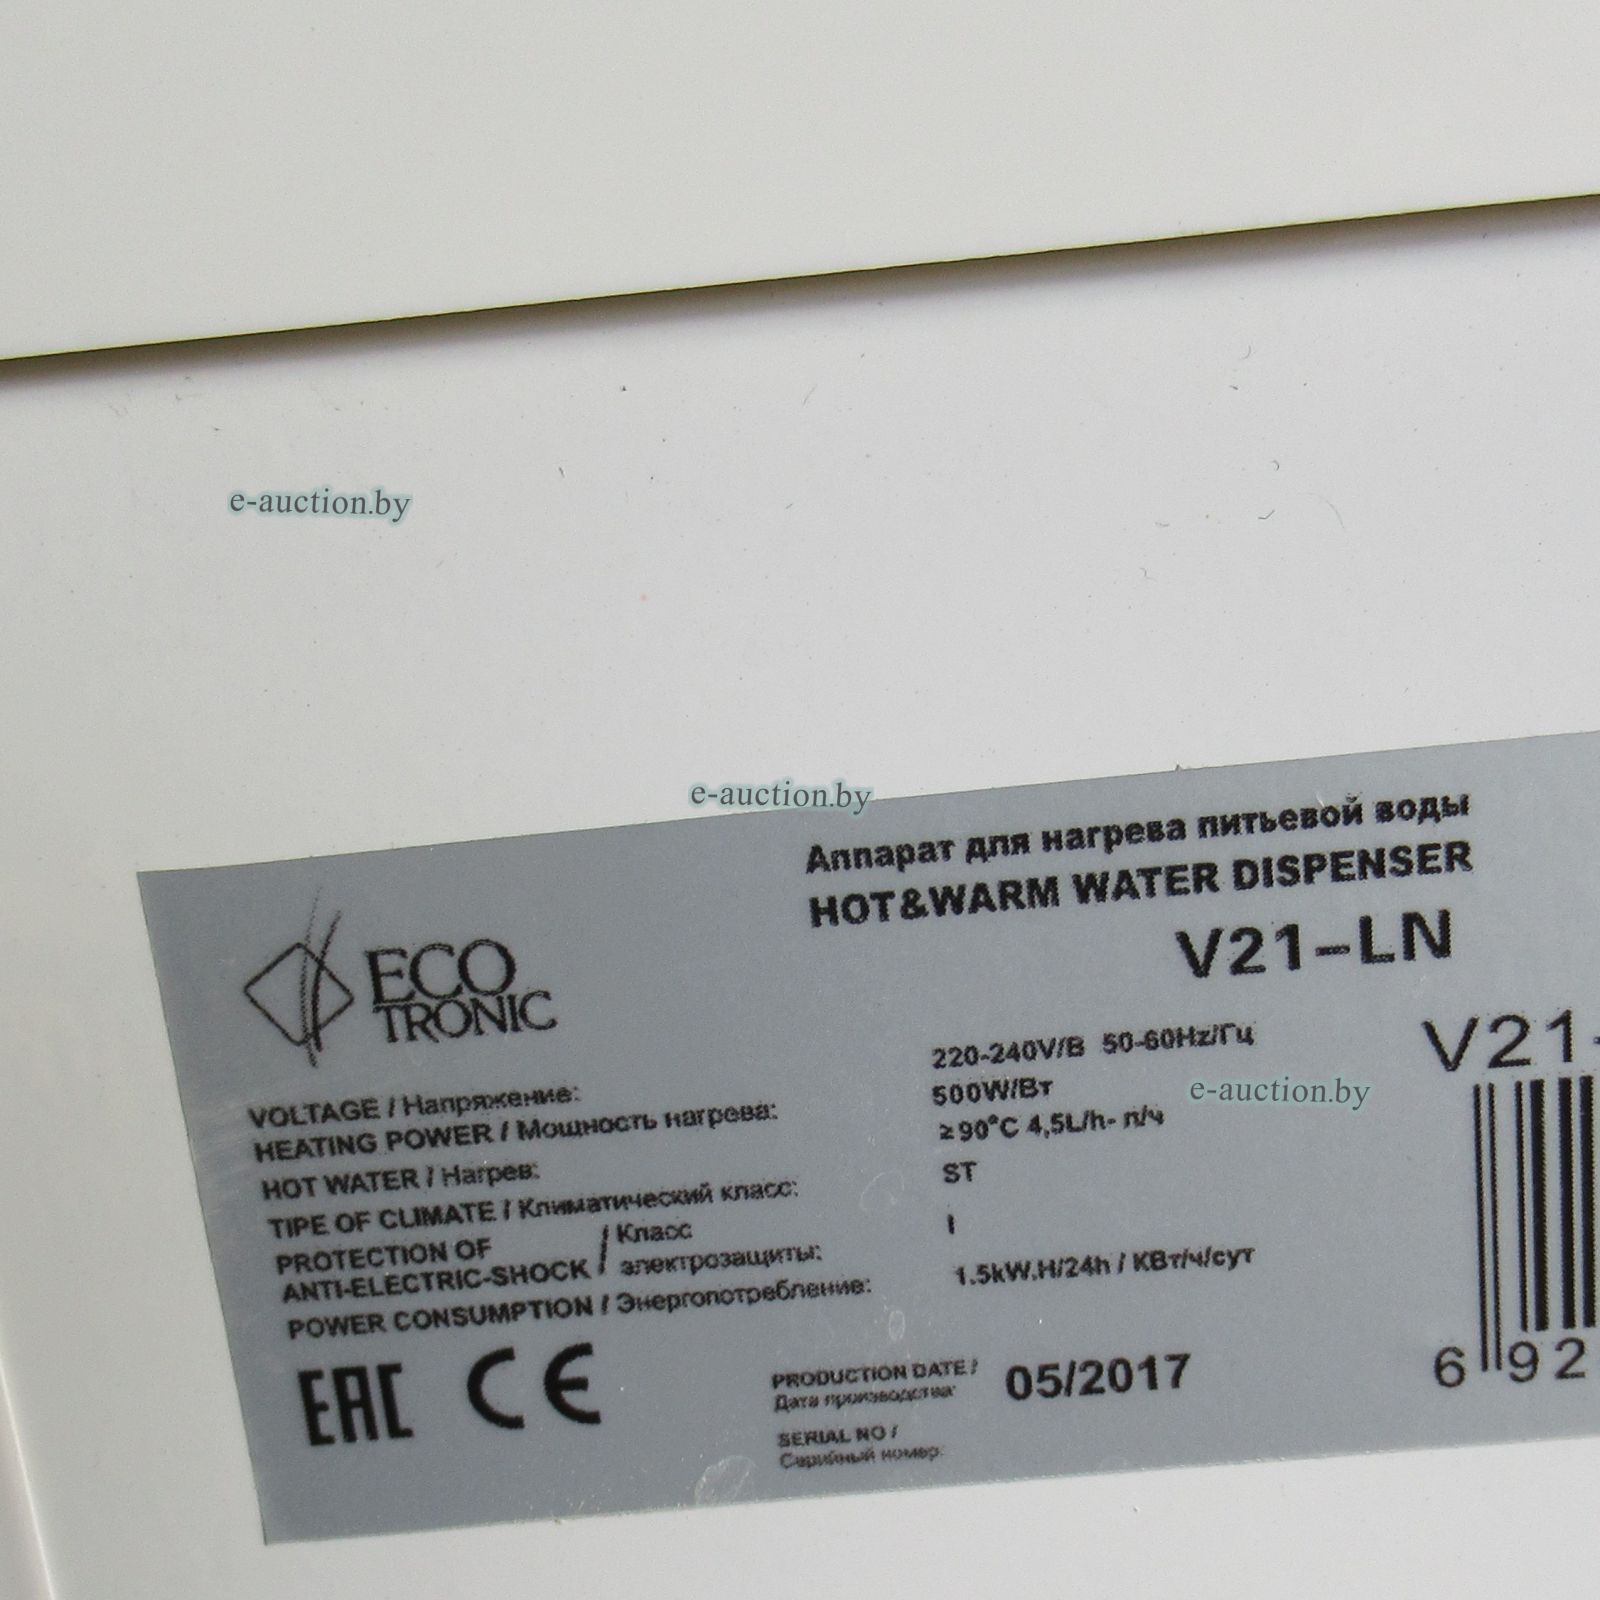 e-auction.by
e-auction.by
Аппарат для нагрева питьевой воды
HOT&WARM WATER DISPENSER
V21-LN
ECO
TRONIC
VOLTAGE / Напряжение: 220-240V/В 50-60Hz/Гц
HEATING POWER / Мощность нагрева: 500W/Вт
HOT WATER / Нагрев: ≥90°C 4,5L/h- л/ч
TIPE OF CLIMATE / Климатический класс: ST
PROTECTION OF / Класс
ANTI-ELECTRIC-SHOCK электрозащиты: I
POWER CONSUMPTION / Энергопотребление: 1.5kW.H/24h / КВт/ч/сут
e-auction.by
V21-
692
EAC CE
PRODUCTION DATE / 05/2017
Дата производства:
SERIAL NO /
Серийный номер: